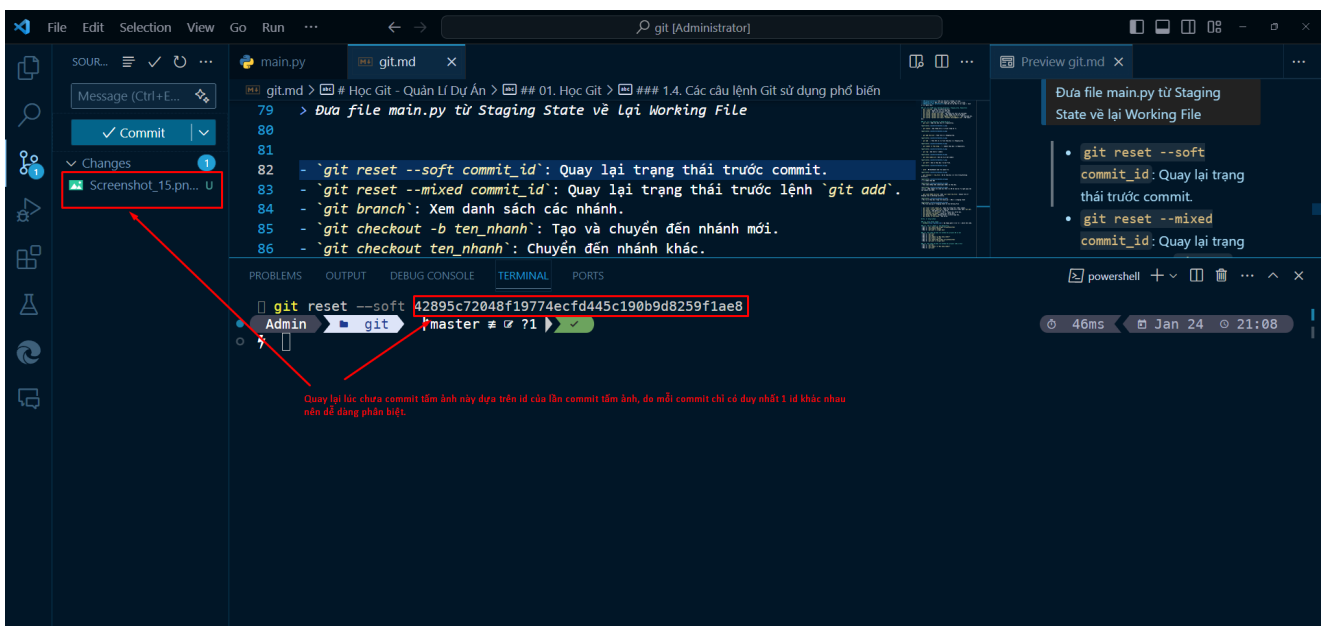 File Edit Selection View Go Run ···
git [Administrator]
SOUR...
Message (Ctrl+E...
Commit
Changes
1
1
Screenshot_15.pn... U
main.py
git.md
git.md > # Học Git - Quản Lí Dự Án > ## 01. Học Git > ### 1.4. Các câu lệnh Git sử dụng phổ biến
79 > Đưa file main.py từ Staging State về lại Working File
80
81
82 - `git reset --soft commit_id`: Quay lại trạng thái trước commit.
83 - `git reset --mixed commit_id`: Quay lại trạng thái trước lệnh `git add`.
84 - `git branch`: Xem danh sách các nhánh.
85 - `git checkout -b ten_nhanh`: Tạo và chuyển đến nhánh mới.
86 - `git checkout ten_nhanh`: Chuyển đến nhánh khác.
Preview git.md
Đưa file main.py từ Staging
State về lại Working File
• git reset --soft
commit_id: Quay lại trạng
thái trước commit.
• git reset --mixed
commit_id: Quay lại trạng
PROBLEMS OUTPUT DEBUG CONSOLE TERMINAL PORTS
powershell
git reset --soft 42895c72048f19774ecfd445c190b9d8259f1ae8
Admin git master ≢ ?1
46ms Jan 24 21:08
Quay lại lúc chưa commit tấm ảnh này dựa trên id của lần commit tấm ảnh, do mỗi commit chỉ có duy nhất 1 id khác nhau
nên dễ dàng phân biệt.